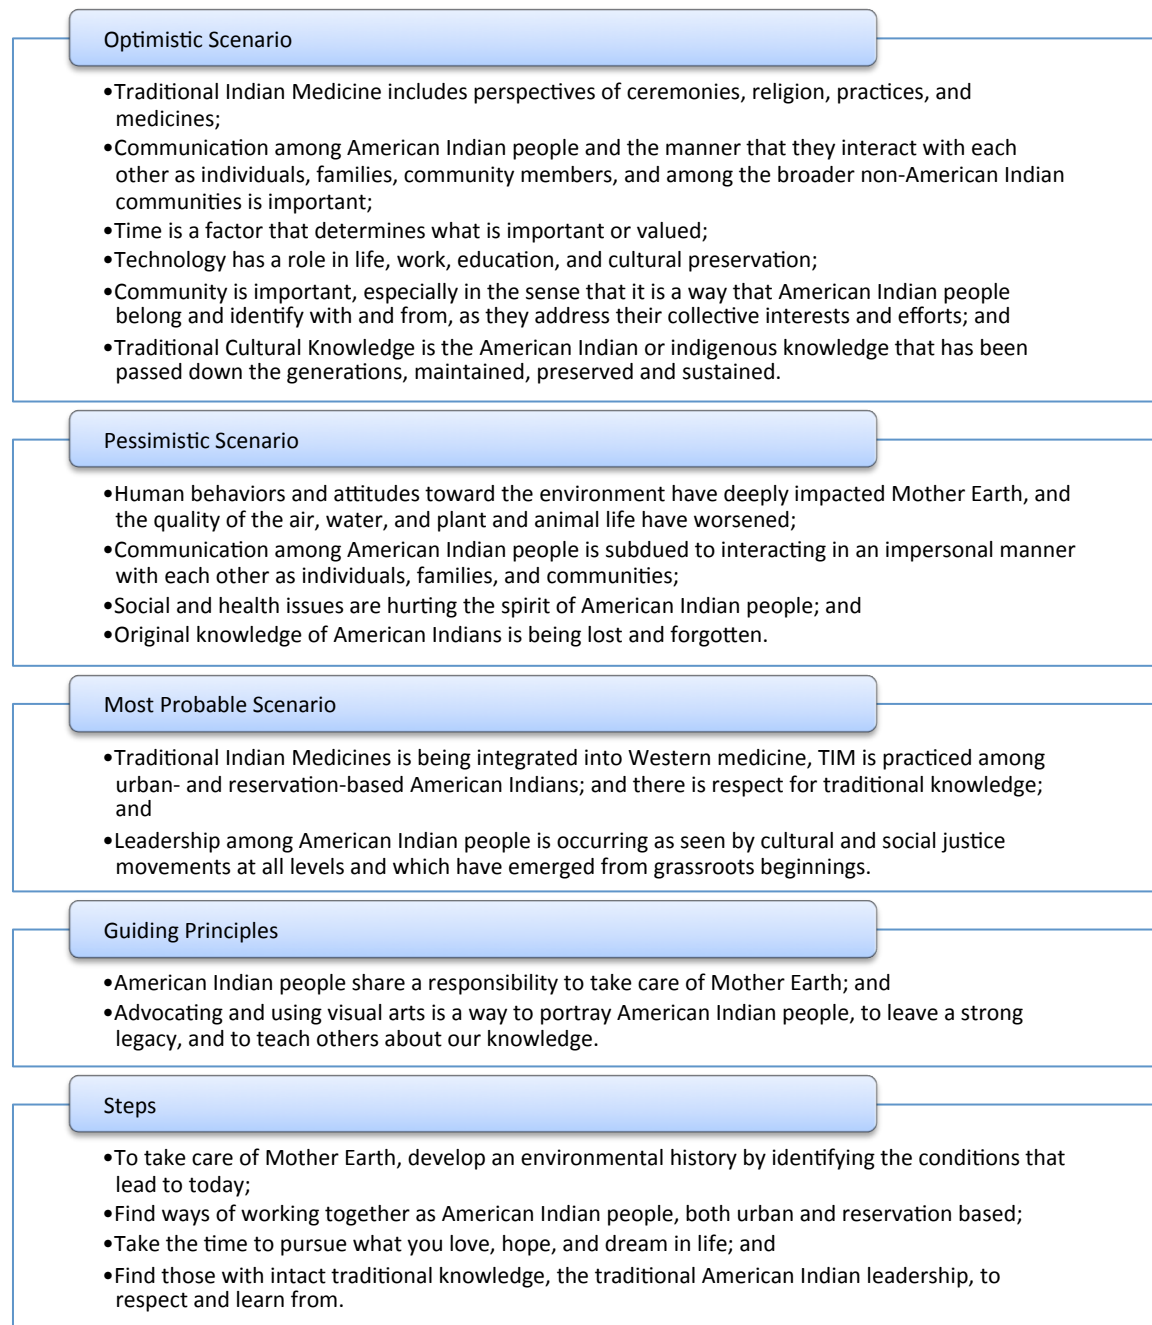 Optimistic Scenario
•Traditional Indian Medicine includes perspectives of ceremonies, religion, practices, and
medicines;
•Communication among American Indian people and the manner that they interact with each
other as individuals, families, community members, and among the broader non-American Indian
communities is important;
•Time is a factor that determines what is important or valued;
•Technology has a role in life, work, education, and cultural preservation;
•Community is important, especially in the sense that it is a way that American Indian people
belong and identify with and from, as they address their collective interests and efforts; and
•Traditional Cultural Knowledge is the American Indian or indigenous knowledge that has been
passed down the generations, maintained, preserved and sustained.
Pessimistic Scenario
•Human behaviors and attitudes toward the environment have deeply impacted Mother Earth, and
the quality of the air, water, and plant and animal life have worsened;
•Communication among American Indian people is subdued to interacting in an impersonal manner
with each other as individuals, families, and communities;
•Social and health issues are hurting the spirit of American Indian people; and
•Original knowledge of American Indians is being lost and forgotten.
Most Probable Scenario
•Traditional Indian Medicines is being integrated into Western medicine, TIM is practiced among
urban- and reservation-based American Indians; and there is respect for traditional knowledge;
and
•Leadership among American Indian people is occurring as seen by cultural and social justice
movements at all levels and which have emerged from grassroots beginnings.
Guiding Principles
•American Indian people share a responsibility to take care of Mother Earth; and
•Advocating and using visual arts is a way to portray American Indian people, to leave a strong
legacy, and to teach others about our knowledge.
Steps
•To take care of Mother Earth, develop an environmental history by identifying the conditions that
lead to today;
•Find ways of working together as American Indian people, both urban and reservation based;
•Take the time to pursue what you love, hope, and dream in life; and
•Find those with intact traditional knowledge, the traditional American Indian leadership, to
respect and learn from.